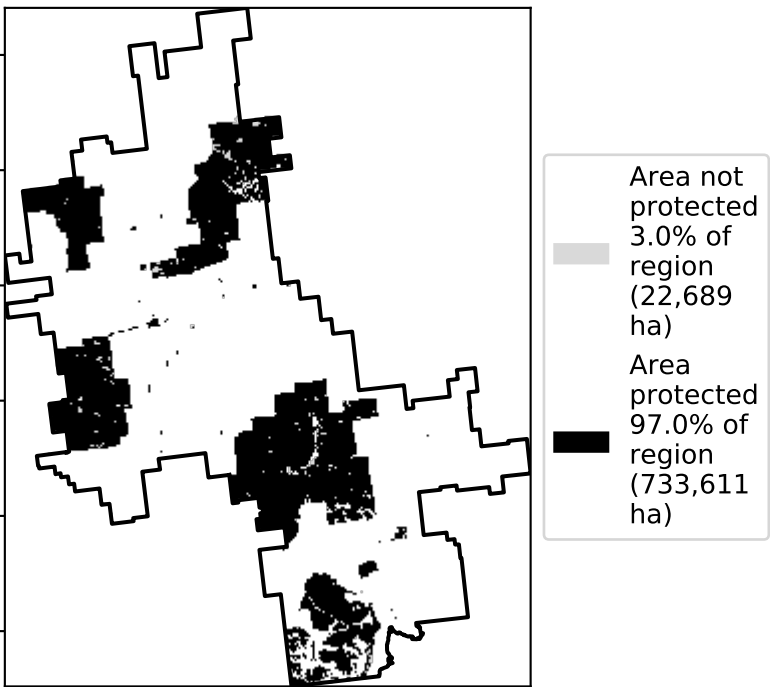 Area not
protected
3.0% of
region
(22,689
ha)
Area
protected
97.0% of
region
(733,611
ha)